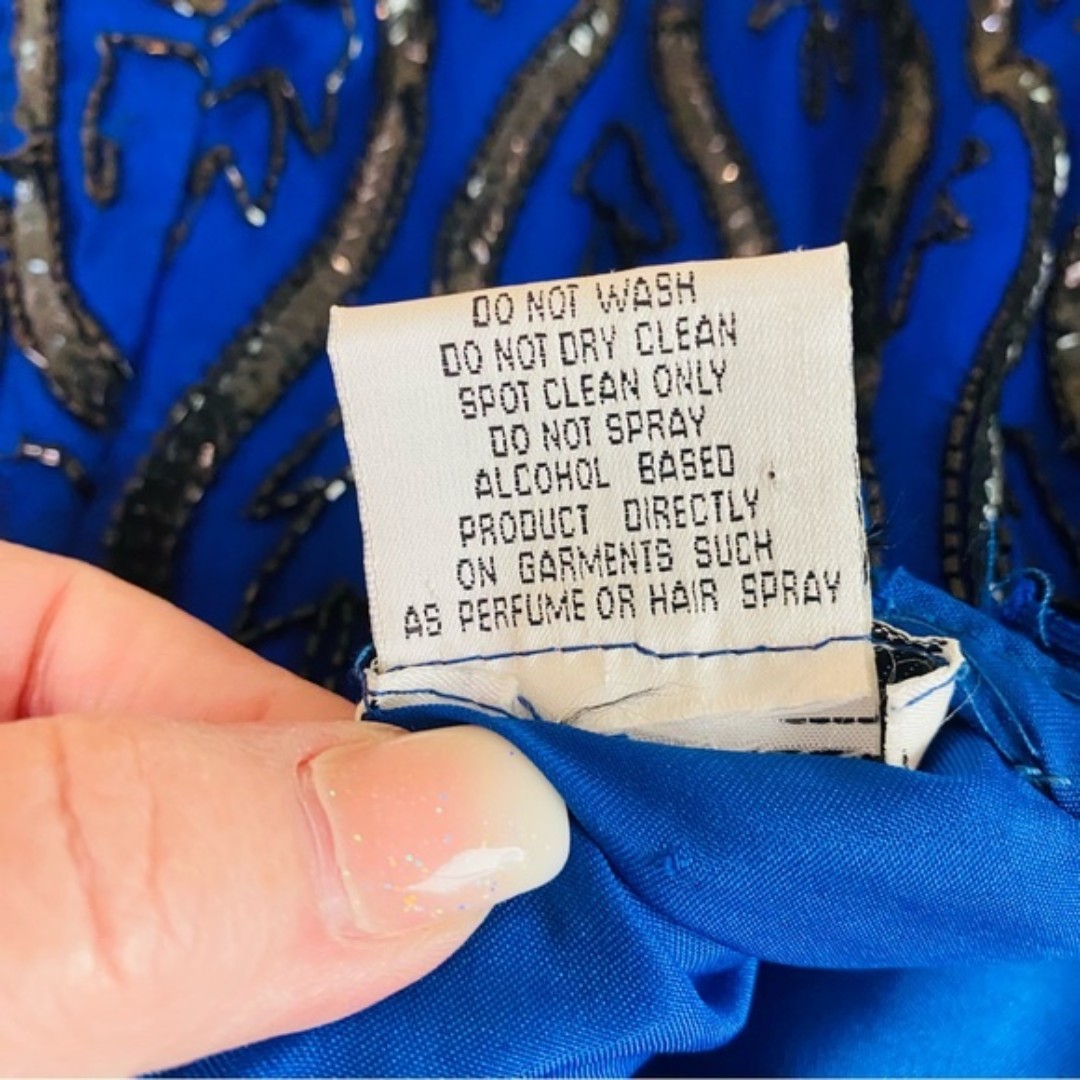 DO NOT WASH
DO NOT DRY CLEAN
SPOT CLEAN ONLY
DO NOT SPRAY
ALCOHOL BASED
PRODUCT DIRECTLY
ON GARMENTS SUCH
AS PERFUME OR HAIR SPRAY